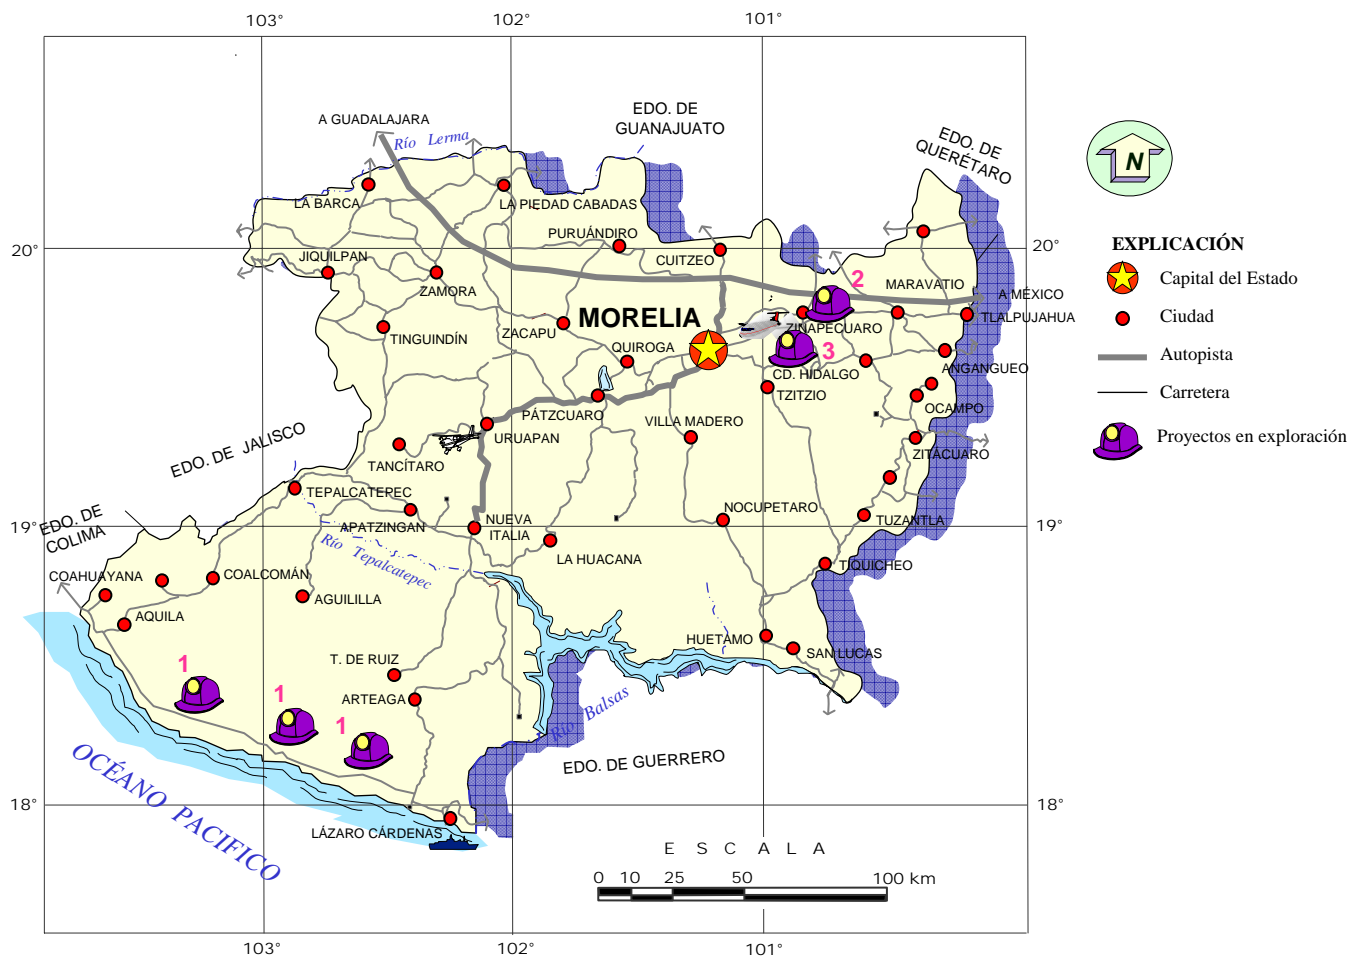 103°
102°
101°
EDO. DE
GUANAJUATO
A GUADALAJARA
Río Lerma
EDO. DE
QUERÉTARO
N
LA BARCA
LA PIEDAD CABADAS
PURUÁNDIRO
20°
20°
EXPLICACIÓN
JIQUILPAN
CUITZEO
ZAMORA
2
MARAVATIO
A MÉXICO
Capital del Estado
MORELIA
TLALPUJAHUA
Ciudad
ZINAPECUARO
ZACAPU
TINGUINDÍN
QUIROGA
3
Autopista
ANGANGUEO
CD. HIDALGO
TZITZIO
Carretera
PÁTZCUARO
OCAMPO
VILLA MADERO
Proyectos en exploración
EDO. DE JALISCO
URUAPAN
ZITÁCUARO
TANCÍTARO
TEPALCATEPEC
NOCUPETARO
EDO. DE
COLIMA
APATZINGAN
NUEVA
ITALIA
TUZANTLA
19°
19°
Río Tepalcatepec
LA HUACANA
TIQUICHEO
COAHUAYANA
COALCOMÁN
AGUILILLA
AQUILA
HUETAMO
SAN LUCAS
1
T. DE RUIZ
1
ARTEAGA
1
Río Balsas
EDO. DE GUERRERO
OCÉANO PACIFICO
18°
18°
LÁZARO CÁRDENAS
E S C A L A
0 10 25 50 100 km
103°
102°
101°